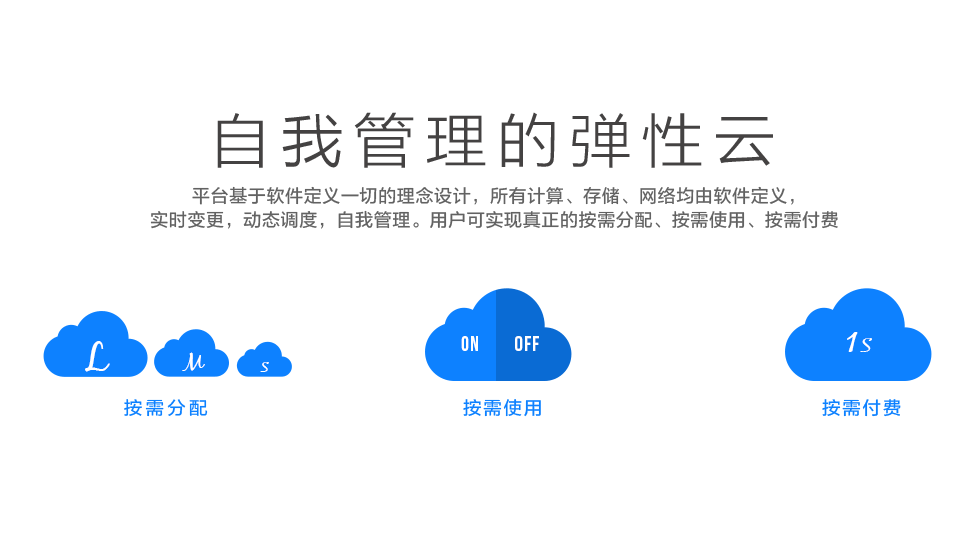 自我管理的弹性云
平台基于软件定义一切的理念设计，所有计算、存储、网络均由软件定义，
实时变更，动态调度，自我管理。用户可实现真正的按需分配、按需使用、按需付费
L M S
ON OFF
1s
按需分配 按需使用 按需付费